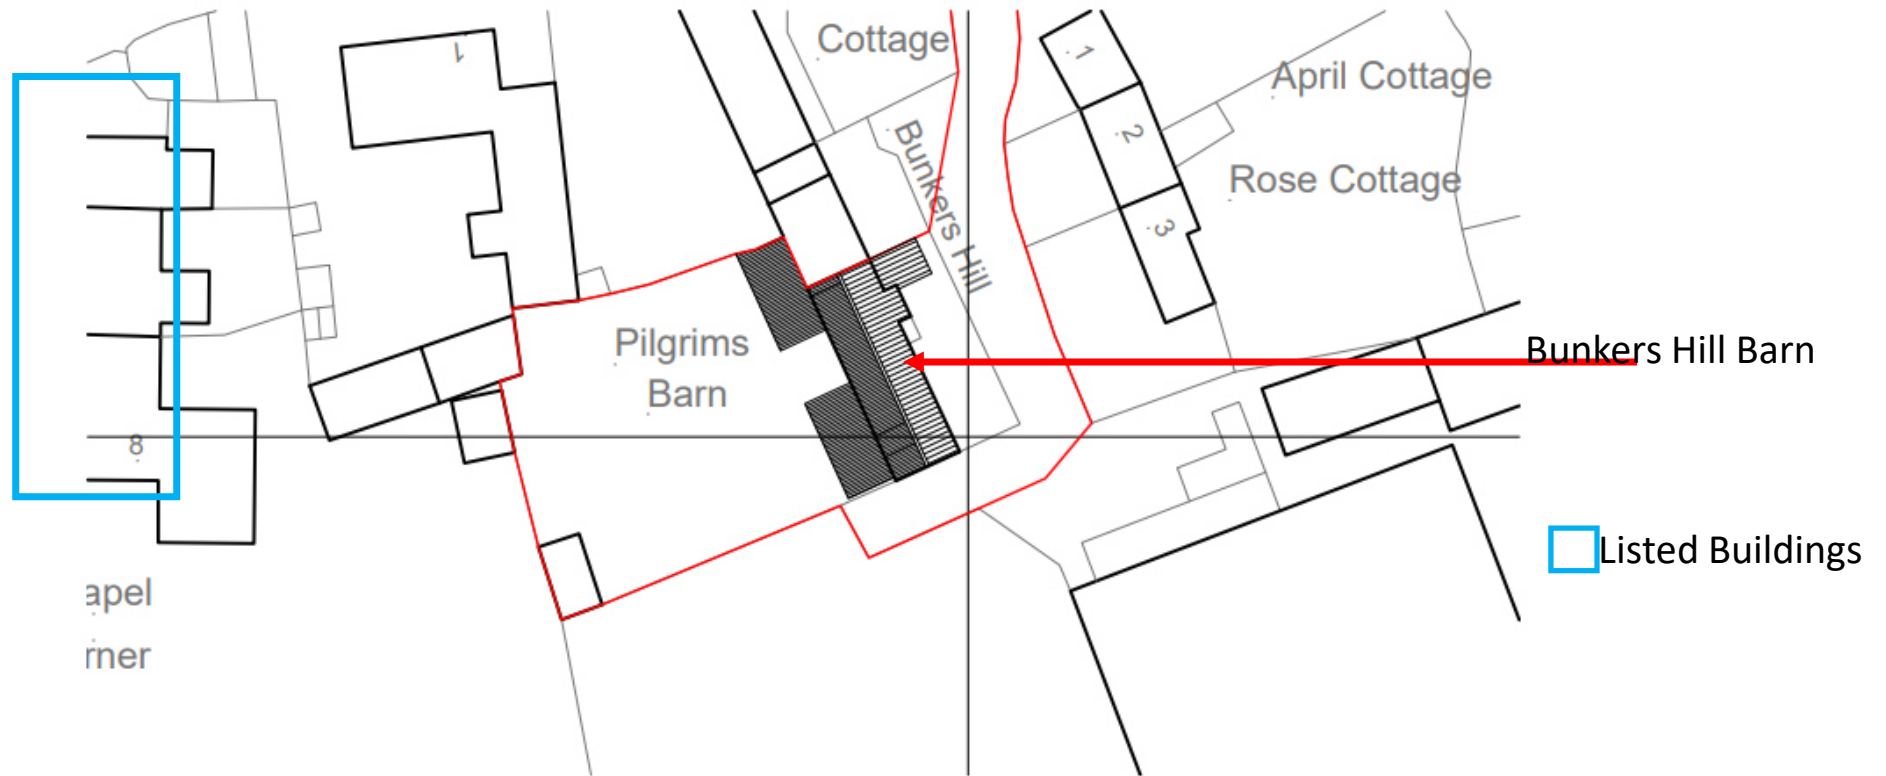 1
Cottage
1
April Cottage
2
Bunkers Hill
Rose Cottage
3
Pilgrims
Barn
Bunkers Hill Barn
8
Listed Buildings
apel
rner